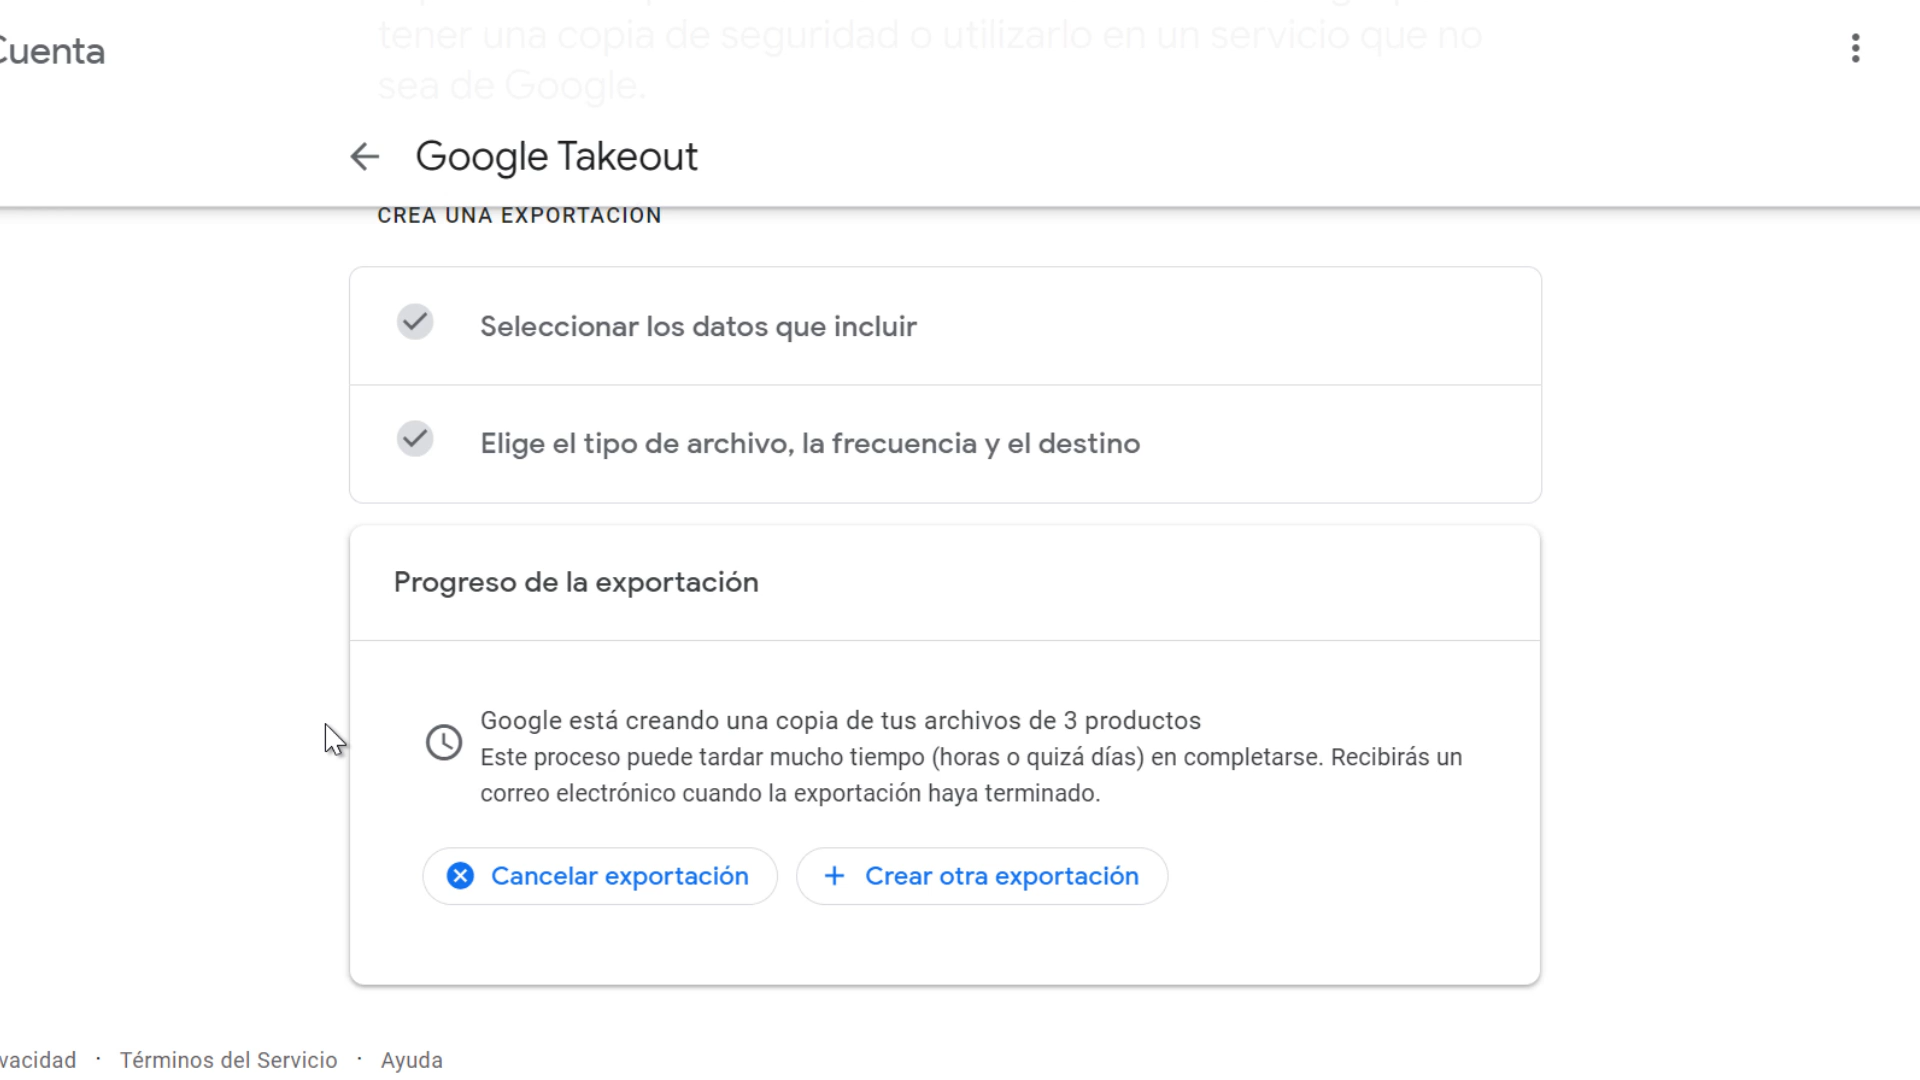 tener una copia de seguridad o utilizarlo en un servicio que no
Cuenta
sea de Google.
Google Takeout
CREA UNA EXPORTACIÓN
Seleccionar los datos que incluir
Elige el tipo de archivo, la frecuencia y el destino
Progreso de la exportación
Google está creando una copia de tus archivos de 3 productos
Este proceso puede tardar mucho tiempo (horas o quizá días) en completarse. Recibirás un
correo electrónico cuando la exportación haya terminado.
Cancelar exportación
Crear otra exportación
vacidad · Términos del Servicio · Ayuda